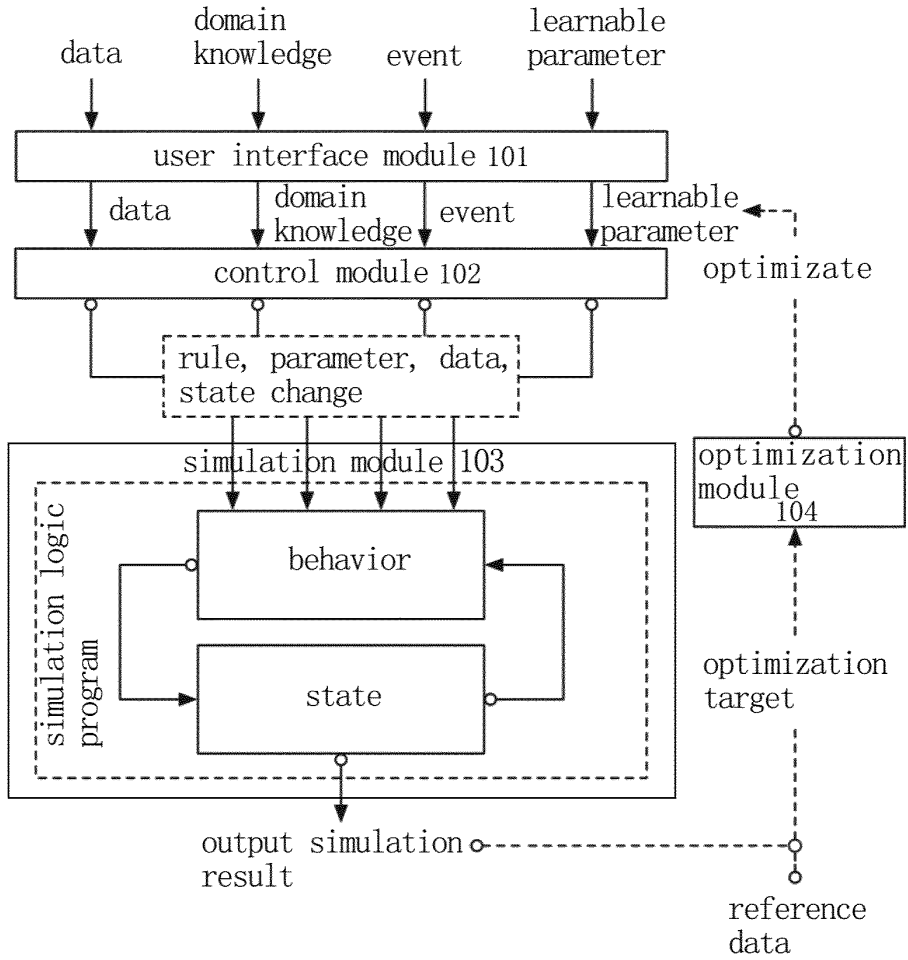 data
domain
knowledge
event
learnable
parameter
user interface module 101
data
domain
knowledge
event
learnable
parameter
control module 102
optimizate
rule, parameter, data,
state change
simulation module 103
optimization
module
104
simulation logic
program
behavior
state
optimization
target
output simulation
result
reference
data